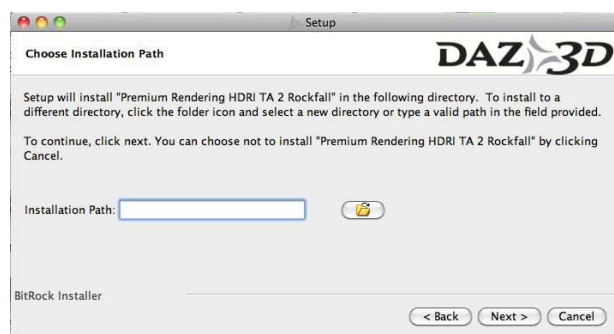 Setup
Choose Installation Path
DAZ 3D
Setup will install "Premium Rendering HDRI TA 2 Rockfall" in the following directory. To install to a
different directory, click the folder icon and select a new directory or type a valid path in the field provided.
To continue, click next. You can choose not to install "Premium Rendering HDRI TA 2 Rockfall" by clicking
Cancel.
Installation Path:
BitRock Installer
< Back
Next >
Cancel